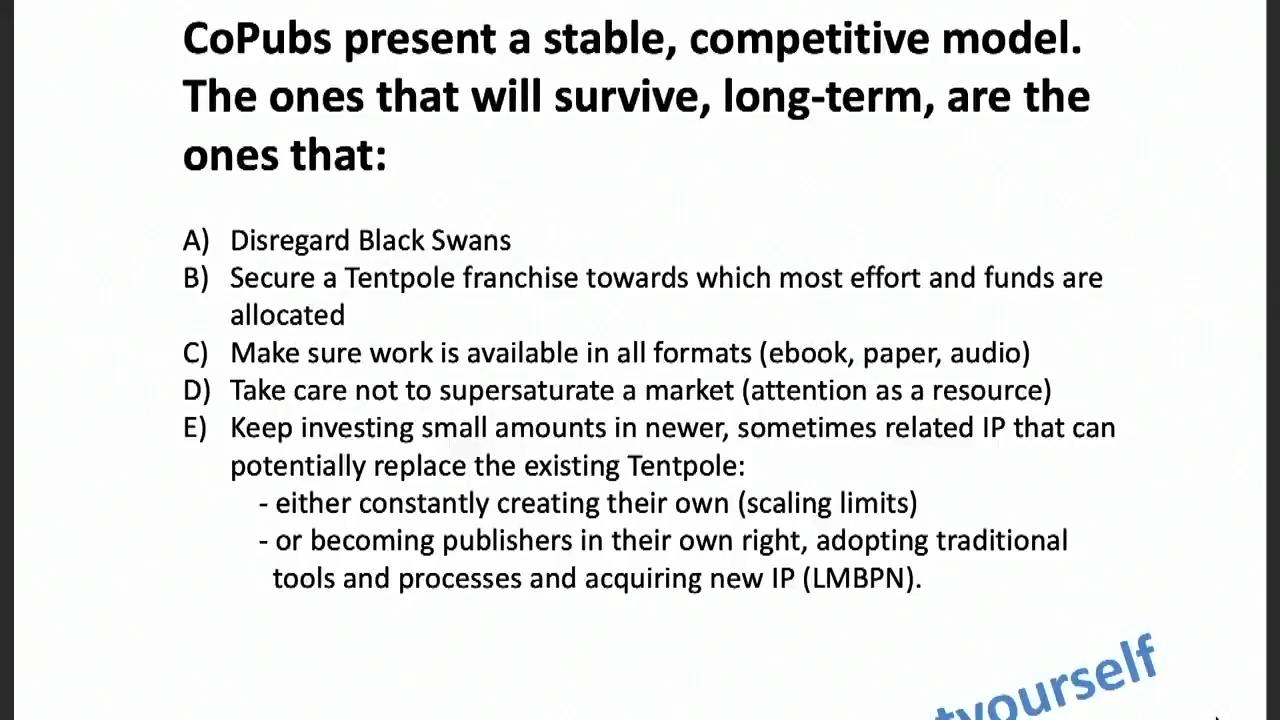 CoPubs present a stable, competitive model.
The ones that will survive, long-term, are the
ones that:
A) Disregard Black Swans
B) Secure a Tentpole franchise towards which most effort and funds are
allocated
C) Make sure work is available in all formats (ebook, paper, audio)
D) Take care not to supersaturate a market (attention as a resource)
E) Keep investing small amounts in newer, sometimes related IP that can
potentially replace the existing Tentpole:
- either constantly creating their own (scaling limits)
- or becoming publishers in their own right, adopting traditional
tools and processes and acquiring new IP (LMBPN).